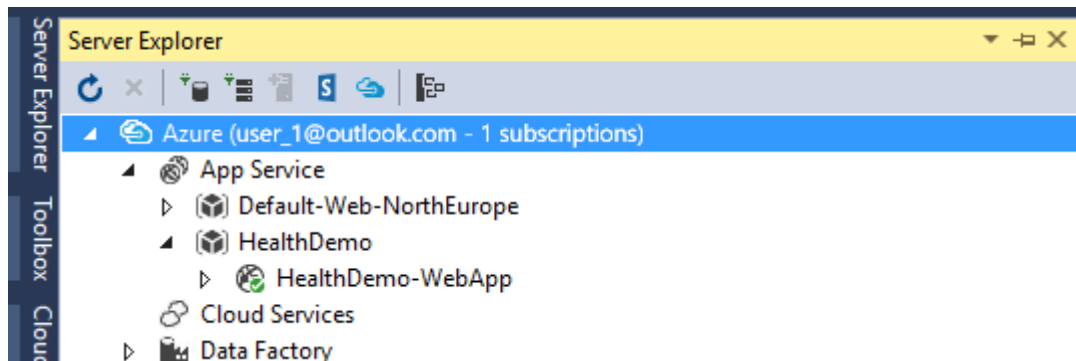 Server Explorer
Toolbox
Cloud
Server Explorer
Azure (user_1@outlook.com - 1 subscriptions)
App Service
Default-Web-NorthEurope
HealthDemo
HealthDemo-WebApp
Cloud Services
Data Factory